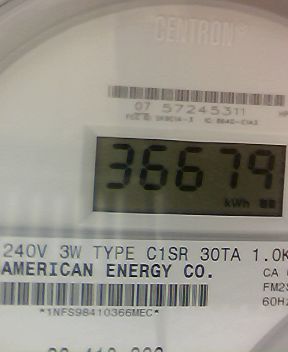 CENTRON
07 57245311
36679
kWh
240V 3W TYPE C1SR 30TA 1.0K
AMERICAN ENERGY CO.
CA
FM2S
60Hz
*1NFS98410366MEC*